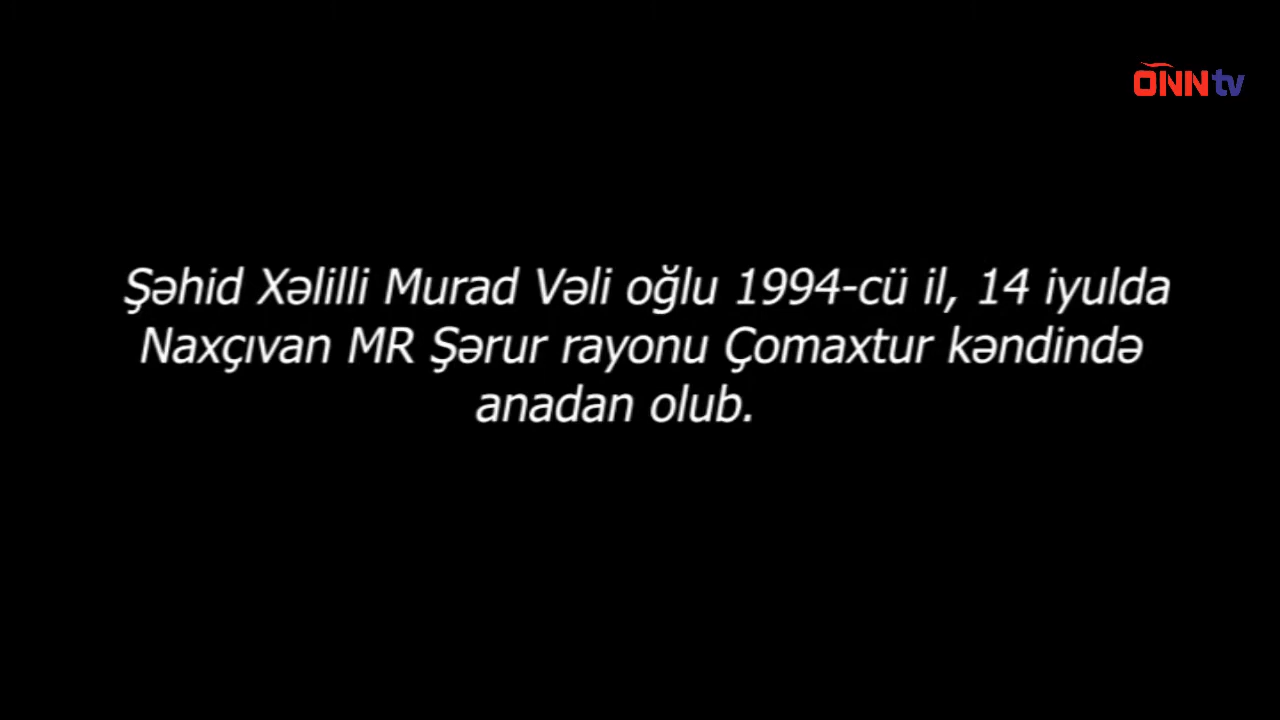 ONNtv
Şəhid Xəlilli Murad Vəli oğlu 1994-cü il, 14 iyulda
Naxçıvan MR Şərur rayonu Çomaxtur kəndində
anadan olub.